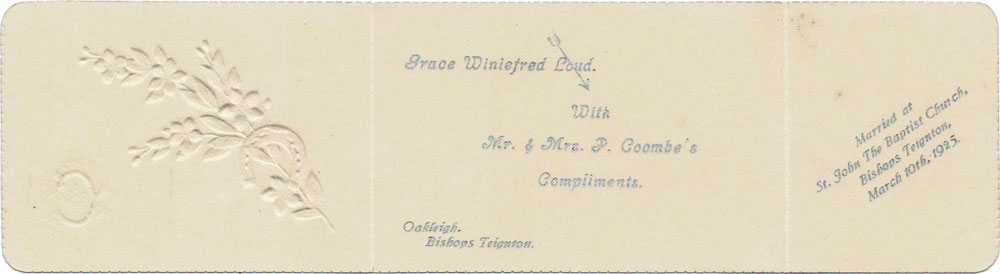 Grace Winiefred Loud.
With
Mr. & Mrs. P. Coombe's
Compliments.
Oakleigh.
Bishops Teignton.
Married at
St. John The Baptist Church,
Bishops Teignton,
March 10th, 1925.